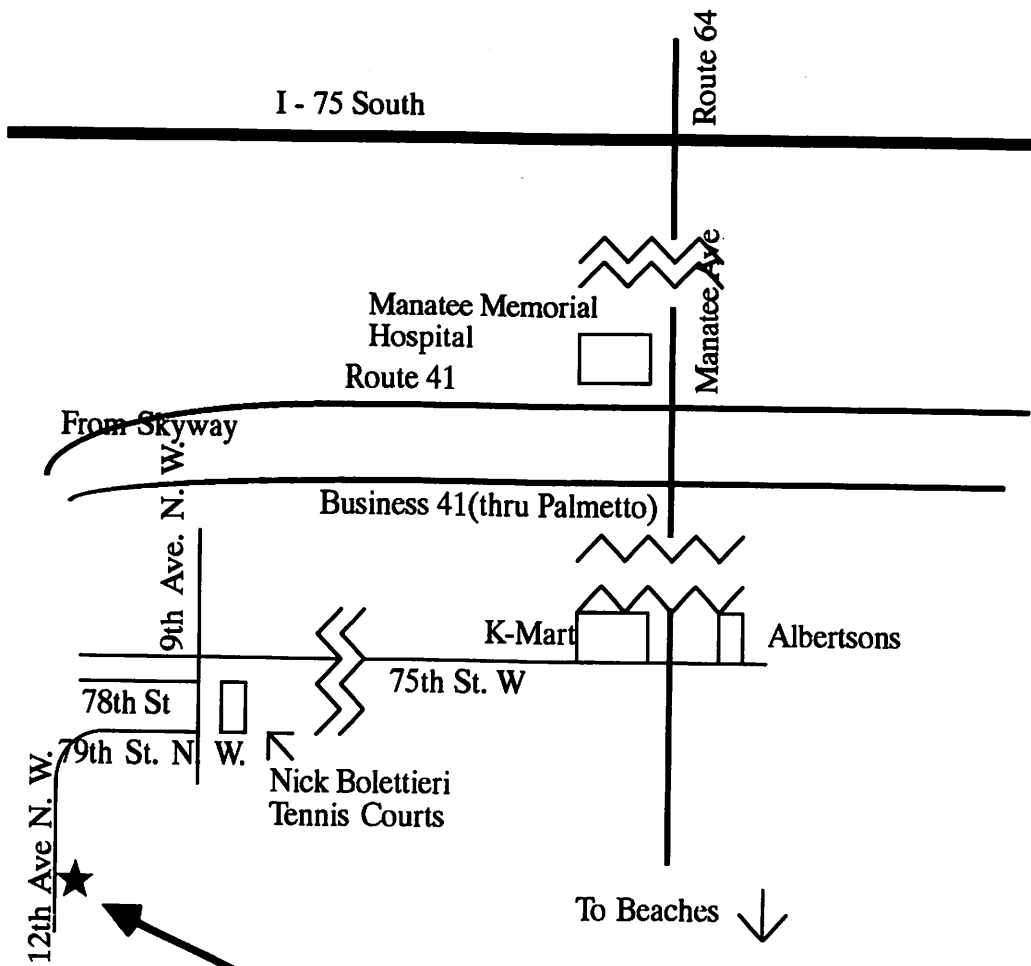 Route 64
I - 75 South
Manatee Ave
Manatee Memorial
Hospital
Route 41
From Skyway
Business 41(thru Palmetto)
9th Ave. N. W.
K-Mart
Albertsons
75th St. W
78th St
79th St. N. W.
Nick Bolettieri
Tennis Courts
12th Ave N. W.
To Beaches